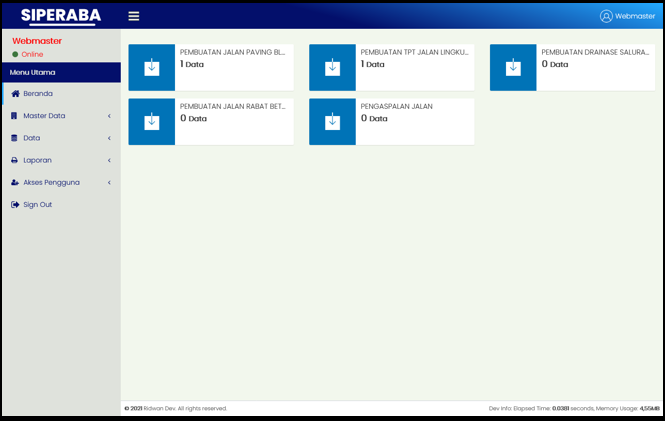 SIPERABA
Webmaster
Webmaster
Online
Menu Utama
Beranda
Master Data
Data
Laporan
Akses Pengguna
Sign Out
PEMBUATAN JALAN PAVING BL...
1 Data
PEMBUATAN TPT JALAN LINGKU...
1 Data
PEMBUATAN DRAINASE SALURA...
0 Data
PEMBUATAN JALAN RABAT BET...
0 Data
PENGASPALAN JALAN
0 Data
© 2021 Ridwan Dev. All rights reserved.
Dev Info: Elapsed Time: 0.0381 seconds, Memory Usage: